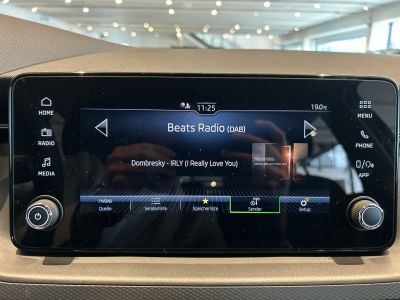 11:25
19.0°C
HOME
RADIO
MEDIA
MENU
PHONE
APP
Beats Radio (DAB)
Dombresky - IRLY (I Really Love You)
FM/DAB
Quelle
Senderliste
Speicherliste
Sender
Setup